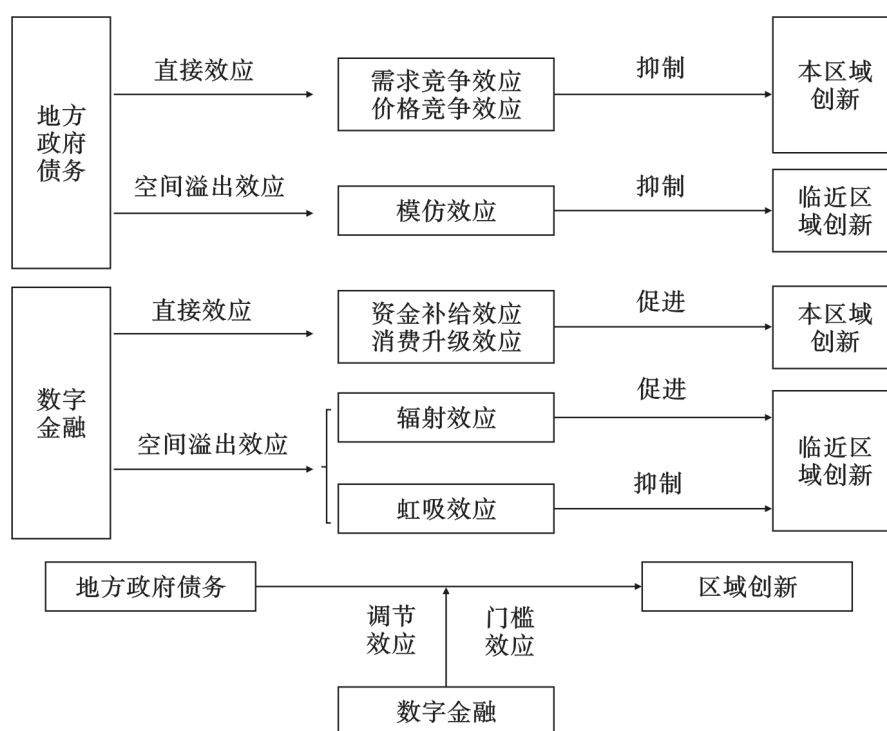 地方
政府
债务
直接效应
需求竞争效应
价格竞争效应
抑制
本区域
创新
空间溢出效应
模仿效应
抑制
临近区
域创新
数字
金融
直接效应
资金补给效应
消费升级效应
促进
本区域
创新
空间溢出效应
辐射效应
促进
虹吸效应
抑制
临近区
域创新
地方政府债务
区域创新
调节
效应
门槛
效应
数字金融